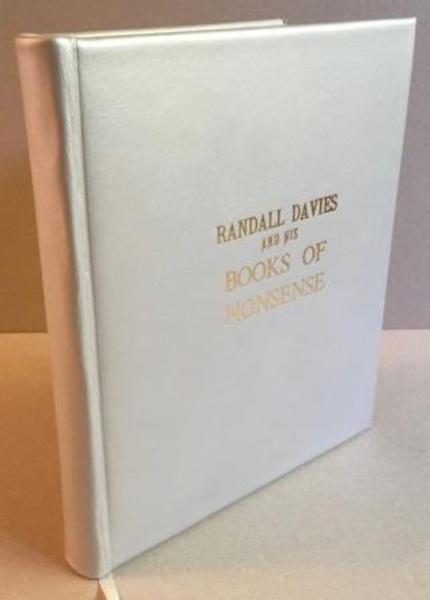 RANDALL DAVIES
AND HIS
BOOKS OF
NONSENSE